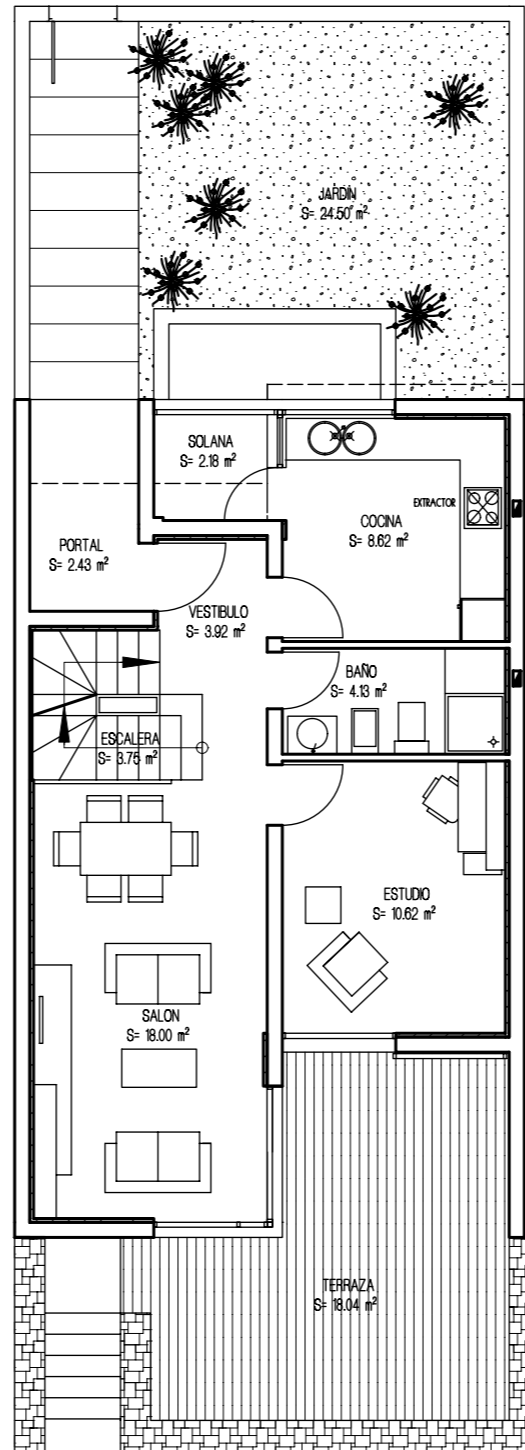 JARDIN
S= 24.50 m²
SOLANA
S= 2.18 m²
EXTRACTOR
COCINA
S= 8.62 m²
PORTAL
S= 2.43 m²
VESTIBULO
S= 3.92 m²
BAÑO
S= 4.13 m²
ESCALERA
S= 3.75 m²
ESTUDIO
S= 10.62 m²
SALON
S= 18.00 m²
TERRAZA
S= 18.04 m²